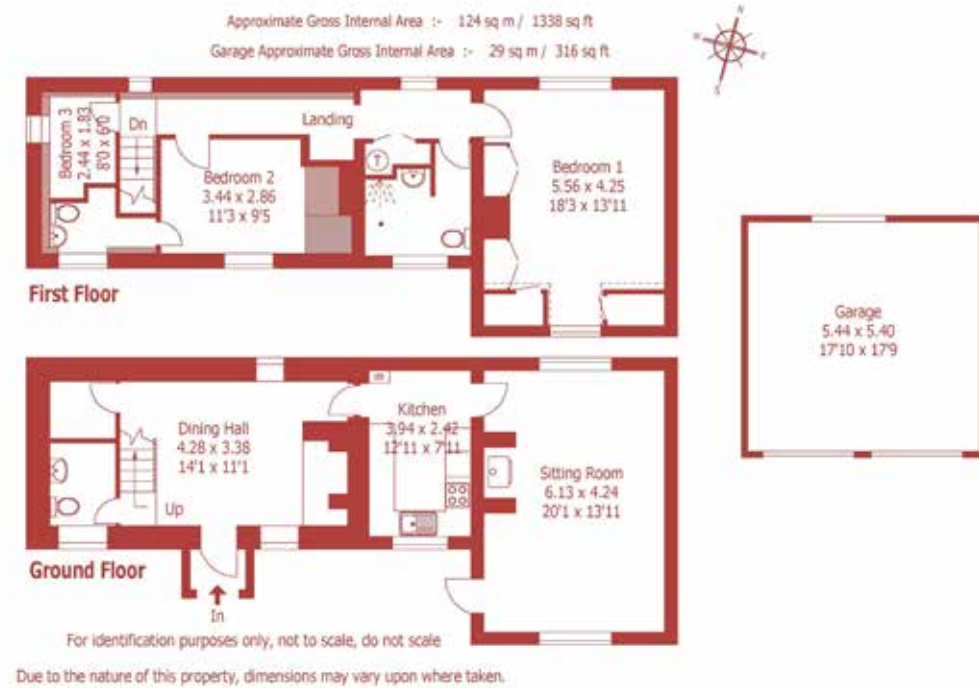 Approximate Gross Internal Area :- 124 sq m / 1338 sq ft
Garage Approximate Gross Internal Area :- 29 sq m / 316 sq ft
N
E
S
W
Bedroom 3
2.44 x 1.83
8'0 x 6'0
Dn
Landing
T
Bedroom 2
3.44 x 2.86
11'3 x 9'5
Bedroom 1
5.56 x 4.25
18'3 x 13'11
First Floor
Garage
5.44 x 5.40
17'10 x 17'9
Dining Hall
4.28 x 3.38
14'1 x 11'1
Kitchen
3.94 x 2.42
12'11 x 7'11
Sitting Room
6.13 x 4.24
20'1 x 13'11
Up
Ground Floor
In
For identification purposes only, not to scale, do not scale
Due to the nature of this property, dimensions may vary upon where taken.